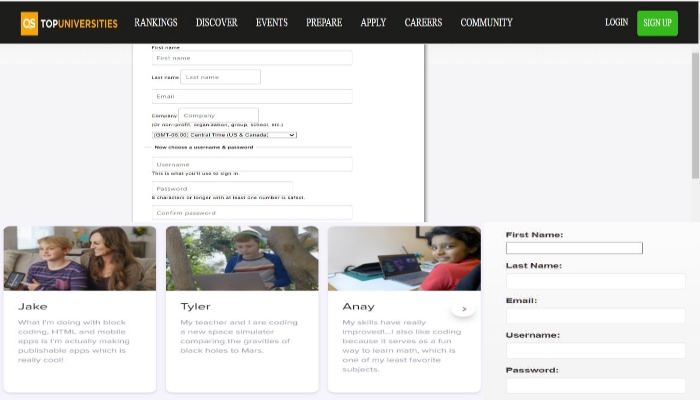 QS TOPUNIVERSITIES RANKINGS DISCOVER EVENTS PREPARE APPLY CAREERS COMMUNITY LOGIN SIGN UP
First name
First name
Last name Last name
Email
Company Company
(Or non-profit, organization, group, school, etc.)
(GMT-06:00) Central Time (US & Canada)
Now choose a username & password
Username
This is what you'll use to sign in.
Password
6 characters or longer with at least one number is safest.
Confirm password
Jake
What I'm doing with block
coding, HTML and mobile
apps is I'm actually making
publishable apps which is
really cool!
Tyler
My teacher and I are coding
a new space simulator
comparing the gravities of
black holes to Mars.
Anay
My skills have really
improved!...I also like coding
because it serves as a fun
way to learn math, which is
one of my least favorite
subjects.
>
First Name:
Last Name:
Email:
Username:
Password: